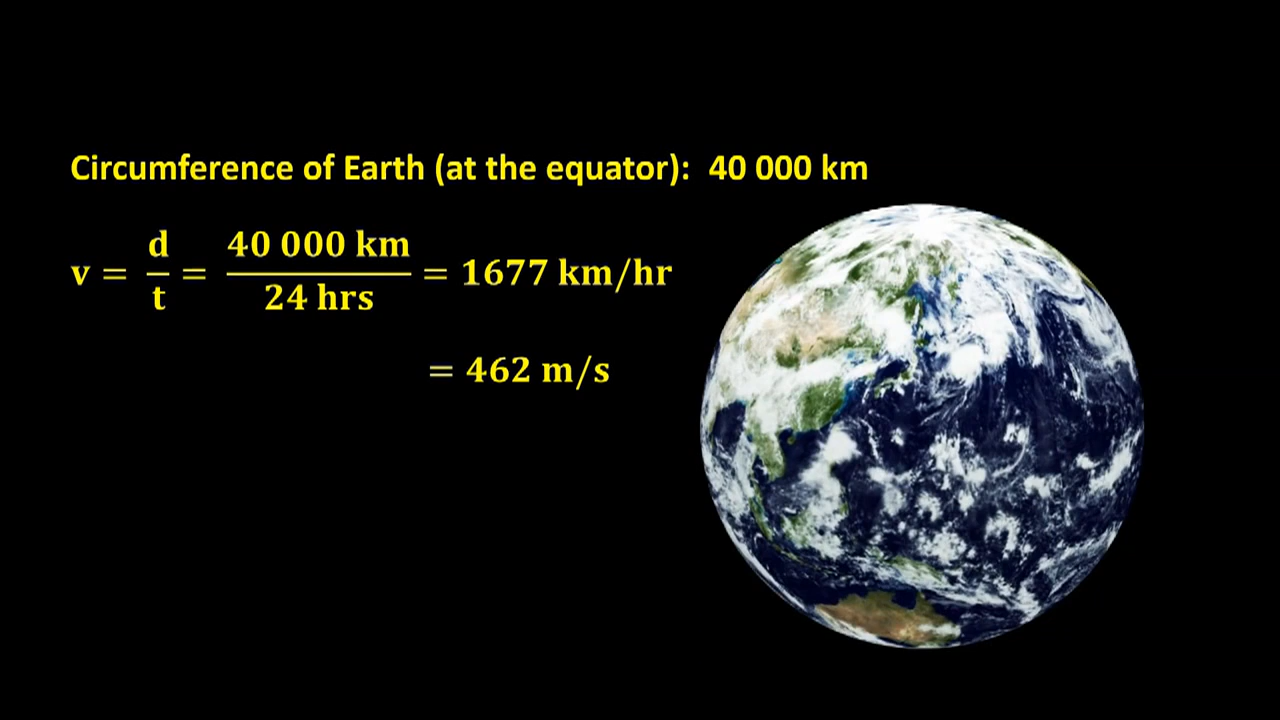 Circumference of Earth (at the equator): 40 000 km
v = d/t = 40 000 km/24 hrs = 1677 km/hr
= 462 m/s